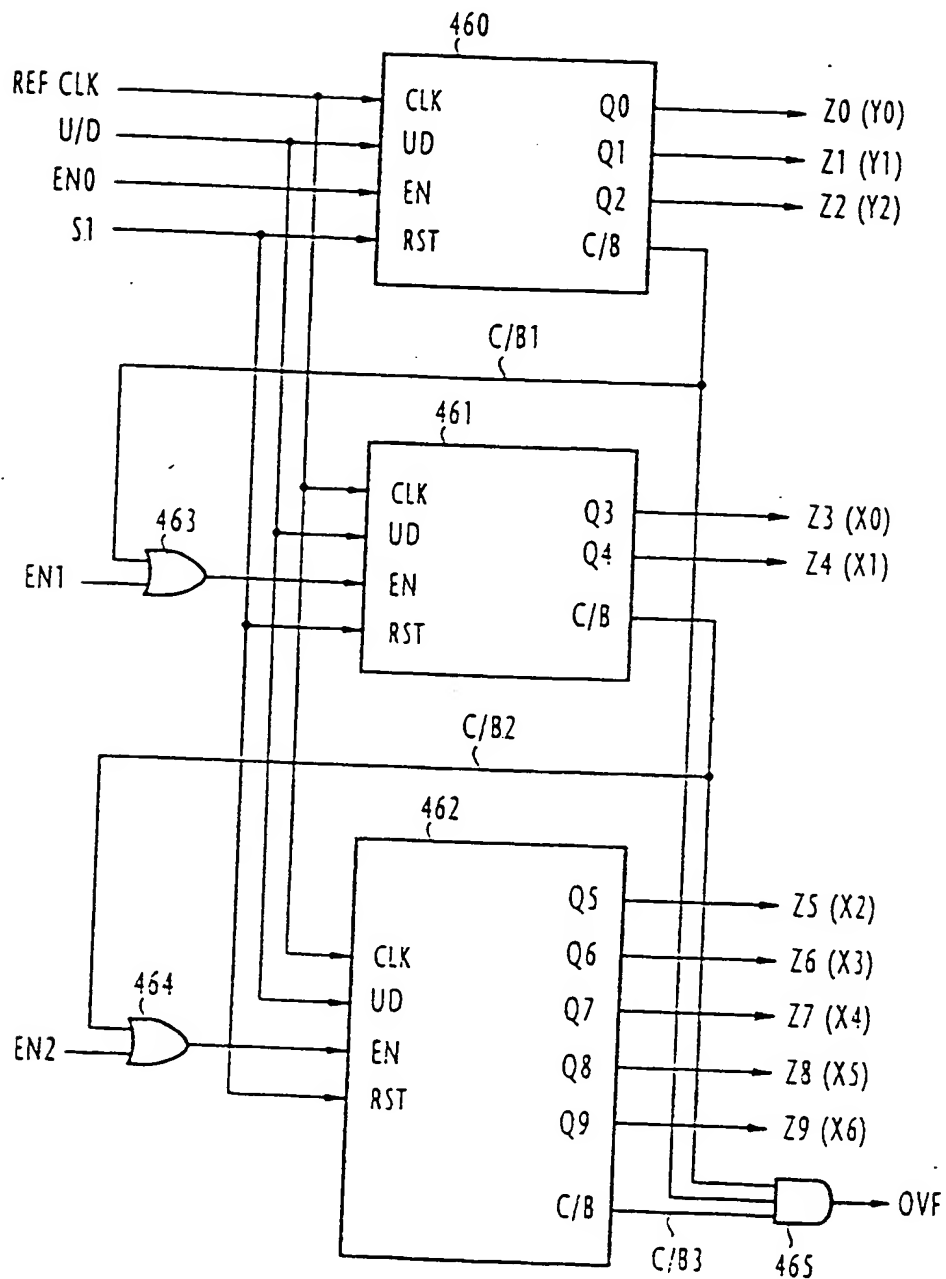 460
REF CLK
U/D
EN0
S1
CLK
UD
EN
RST
Q0
Q1
Q2
C/B
Z0 (Y0)
Z1 (Y1)
Z2 (Y2)
C/B1
461
463
EN1
CLK
UD
EN
RST
Q3
Q4
C/B
Z3 (X0)
Z4 (X1)
C/B2
462
464
EN2
CLK
UD
EN
RST
Q5
Q6
Q7
Q8
Q9
C/B
Z5 (X2)
Z6 (X3)
Z7 (X4)
Z8 (X5)
Z9 (X6)
C/B3
465
OVF